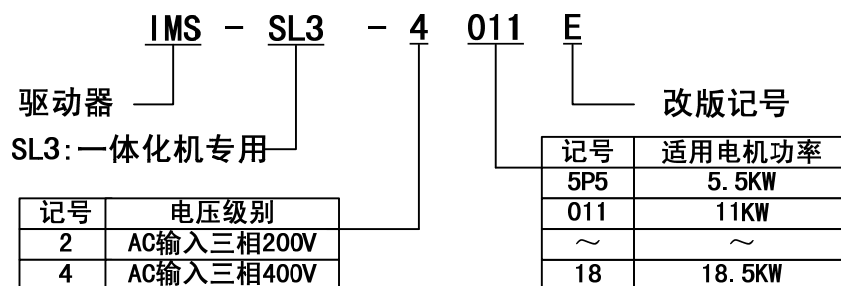 IMS - SL3 - 4 011 E
驱动器 改版记号
SL3:一体化机专用
记号 适用电机功率
5P5 5.5KW
记号 电压级别
011 11KW
2 AC输入三相200V
～ ～
4 AC输入三相400V
18 18.5KW